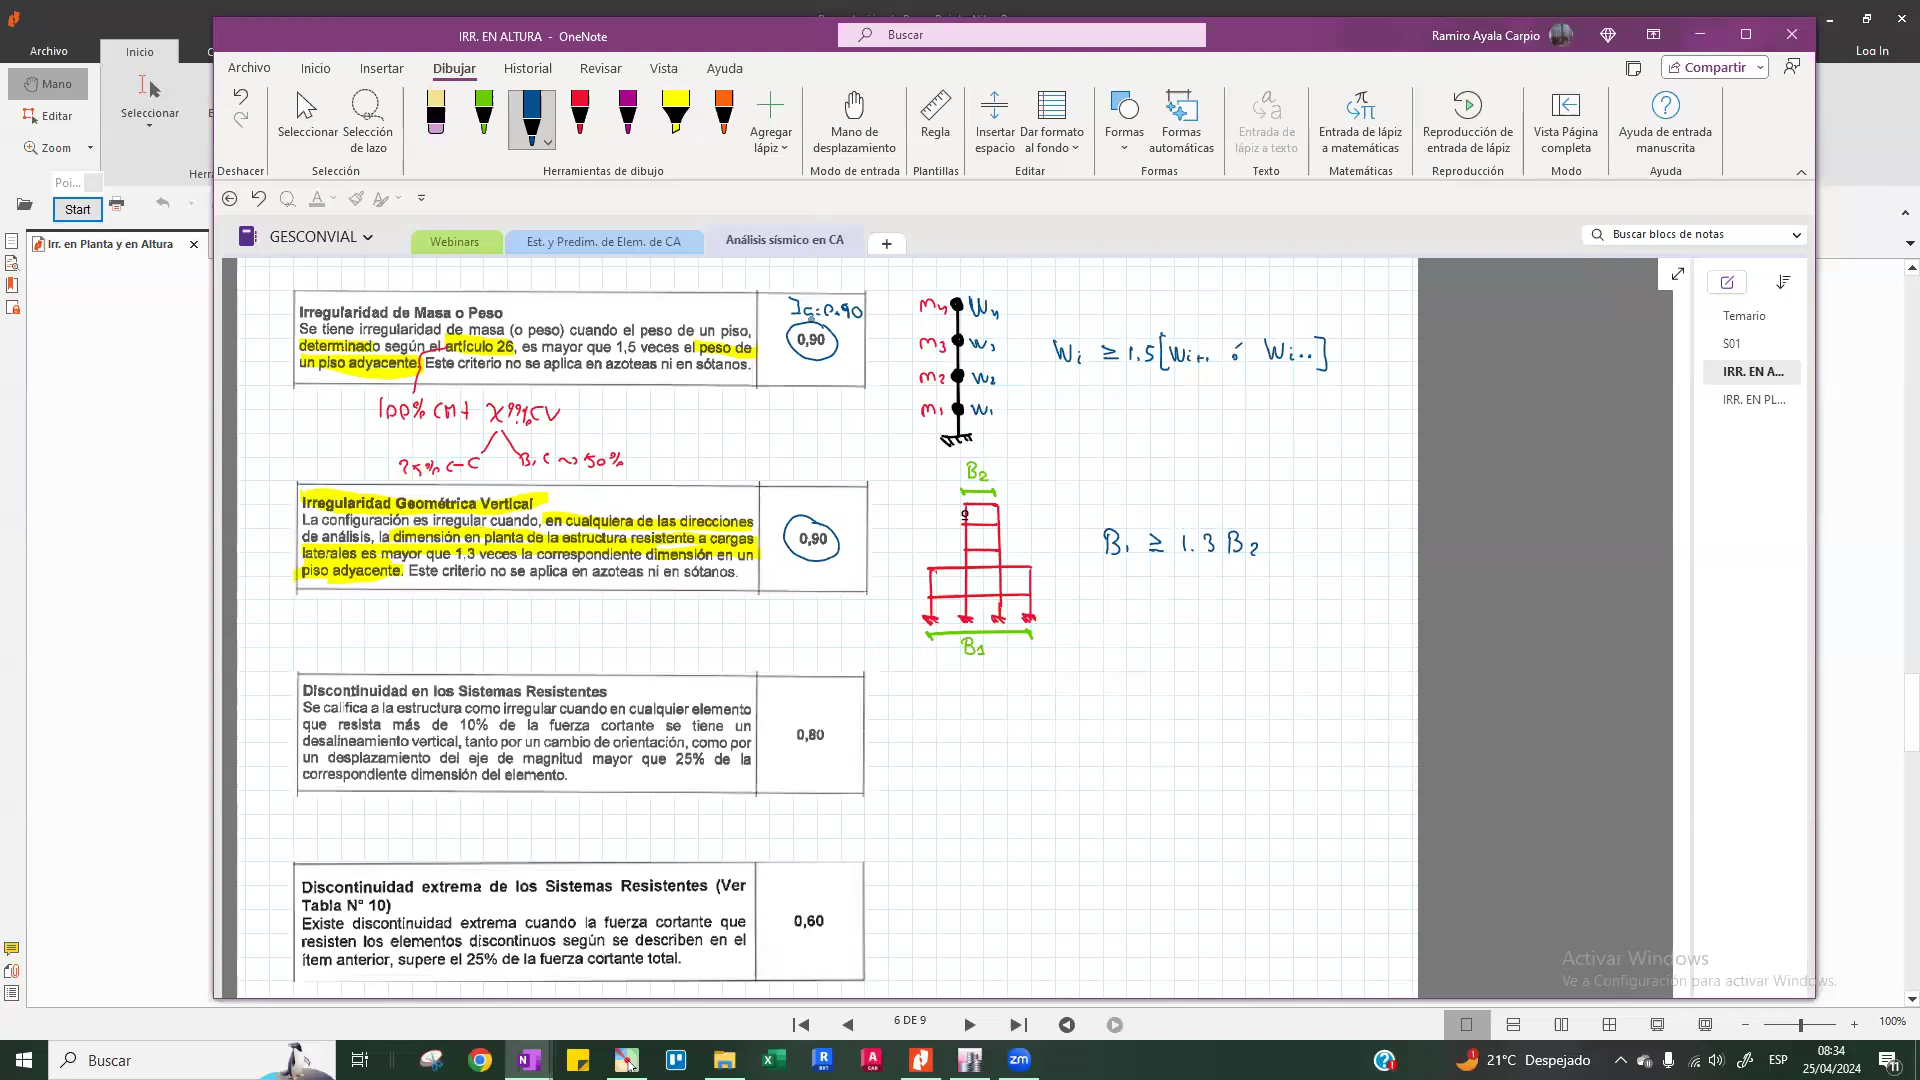 IRR. EN ALTURA - OneNote
Buscar
Ramiro Ayala Carpio
Archivo
Inicio
Log In
Archivo
Inicio
Insertar
Dibujar
Historial
Revisar
Vista
Ayuda
Compartir
Mano
Editar
Zoom
Seleccionar
Seleccionar
Selección de lazo
Agregar lápiz
Mano de desplazamiento
Regla
Insertar espacio
Dar formato al fondo
Formas
Formas automáticas
Entrada de lápiz a texto
Entrada de lápiz a matemáticas
Reproducción de entrada de lápiz
Vista Página completa
Ayuda de entrada manuscrita
Deshacer
Selección
Herramientas de dibujo
Modo de entrada
Plantillas
Editar
Formas
Texto
Matemáticas
Reproducción
Modo
Ayuda
Poi...
Start
Irr. en Planta y en Altura
GESCONVIAL
Webinars
Est. y Predim. de Elem. de CA
Análisis sísmico en CA
Buscar blocs de notas
Temario
S01
IRR. EN A...
IRR. EN PL...
Irregularidad de Masa o Peso
Se tiene irregularidad de masa (o peso) cuando el peso de un piso,
determinado según el artículo 26, es mayor que 1,5 veces el peso de
un piso adyacente. Este criterio no se aplica en azoteas ni en sótanos.
0,90
100% CM+
50%
m4 W4
m3 W3
m2 W2
m1 W1
Irregularidad Geométrica Vertical
La configuración es irregular cuando, en cualquiera de las direcciones
de análisis, la dimensión en planta de la estructura resistente a cargas
laterales es mayor que 1,3 veces la correspondiente dimensión en un
piso adyacente. Este criterio no se aplica en azoteas ni en sótanos.
0,90
B2
B1
B1 ≥ 1.3 B2
Discontinuidad en los Sistemas Resistentes
Se califica a la estructura como irregular cuando en cualquier elemento
que resista más de 10% de la fuerza cortante se tiene un
desalineamiento vertical, tanto por un cambio de orientación, como por
un desplazamiento del eje de magnitud mayor que 25% de la
correspondiente dimensión del elemento.
0,80
Discontinuidad extrema de los Sistemas Resistentes (Ver
Tabla N° 10)
Existe discontinuidad extrema cuando la fuerza cortante que
resisten los elementos discontinuos según se describen en el
ítem anterior, supere el 25% de la fuerza cortante total.
0,60
Activar Windows
Ve a Configuración para activar Windows.
6 DE 9
100%
Buscar
21°C Despejado
ESP
08:34
25/04/2024